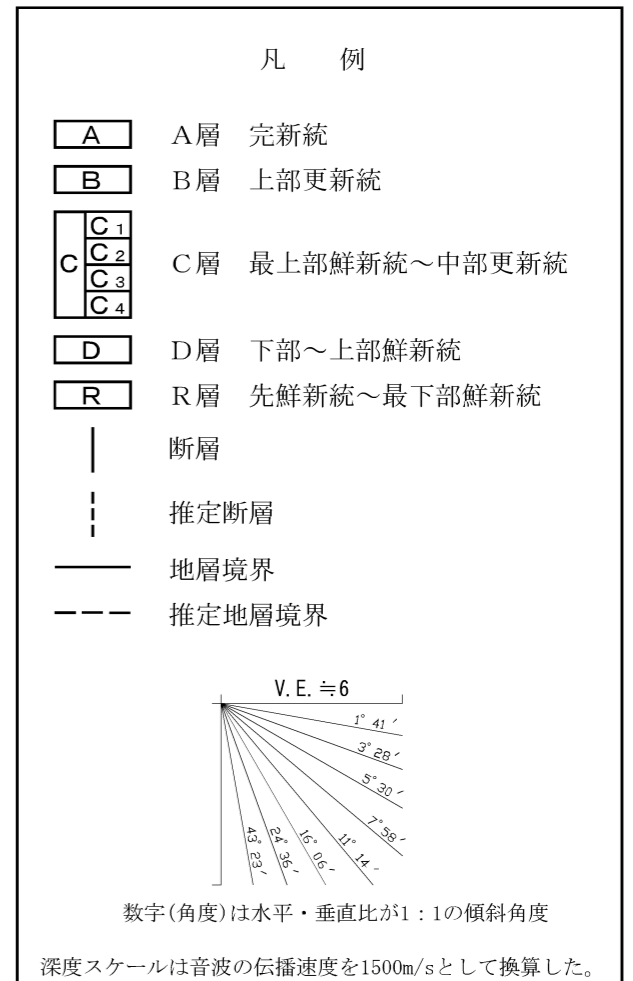 凡　例
A A層 完新統
B B層 上部更新統
C C1 C2 C3 C4 C層 最上部鮮新統～中部更新統
D D層 下部～上部鮮新統
R R層 先鮮新統～最下部鮮新統
断層
推定断層
地層境界
推定地層境界
V.E.≒6
1°41′
3°28′
5°30′
7°58′
11°14′
16°06′
24°36′
43°23′
数字(角度)は水平・垂直比が1：1の傾斜角度
深度スケールは音波の伝播速度を1500m/sとして換算した。